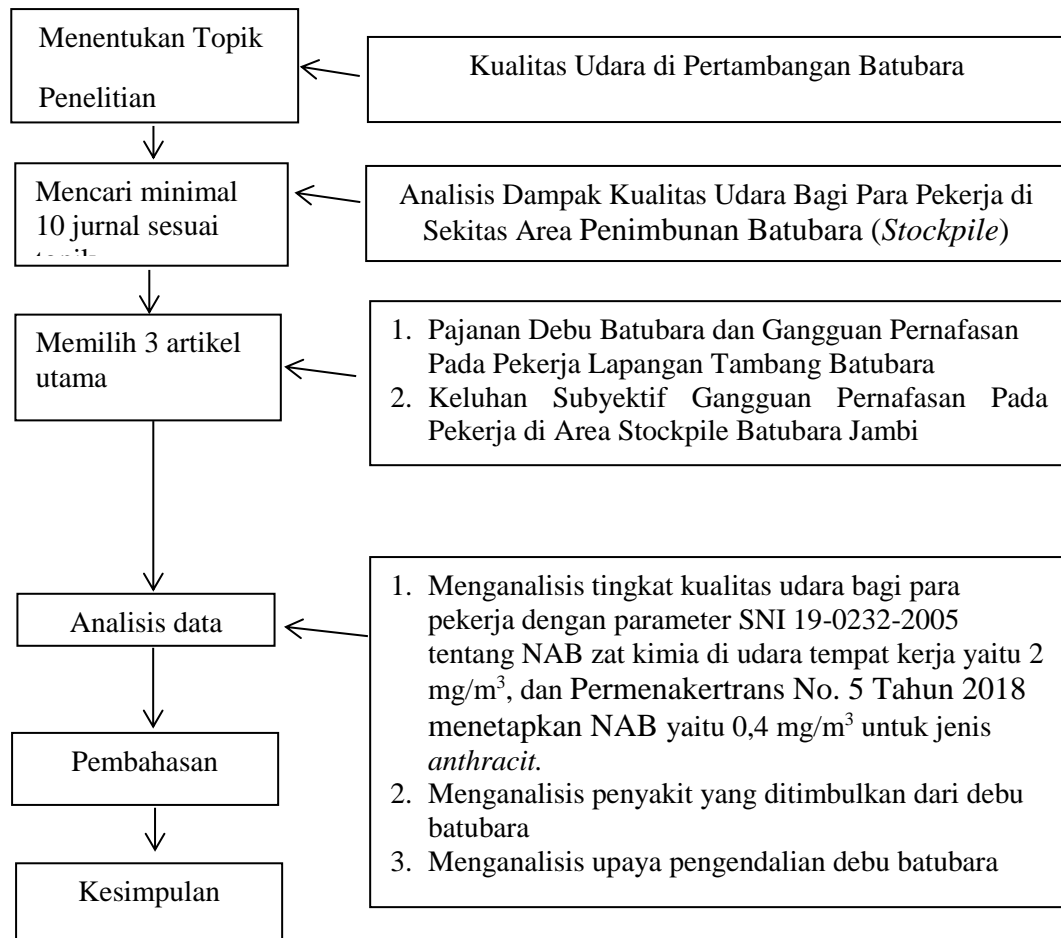 Menentukan Topik
Penelitian
Kualitas Udara di Pertambangan Batubara
Mencari minimal
10 jurnal sesuai
Analisis Dampak Kualitas Udara Bagi Para Pekerja di
Sekitas Area Penimbunan Batubara (Stockpile)
Memilih 3 artikel
utama
1. Pajanan Debu Batubara dan Gangguan Pernafasan
Pada Pekerja Lapangan Tambang Batubara
2. Keluhan Subyektif Gangguan Pernafasan Pada
Pekerja di Area Stockpile Batubara Jambi
Analisis data
1. Menganalisis tingkat kualitas udara bagi para
pekerja dengan parameter SNI 19-0232-2005
tentang NAB zat kimia di udara tempat kerja yaitu 2
mg/m³, dan Permenakertrans No. 5 Tahun 2018
menetapkan NAB yaitu 0,4 mg/m³ untuk jenis
anthracit.
2. Menganalisis penyakit yang ditimbulkan dari debu
batubara
3. Menganalisis upaya pengendalian debu batubara
Pembahasan
Kesimpulan